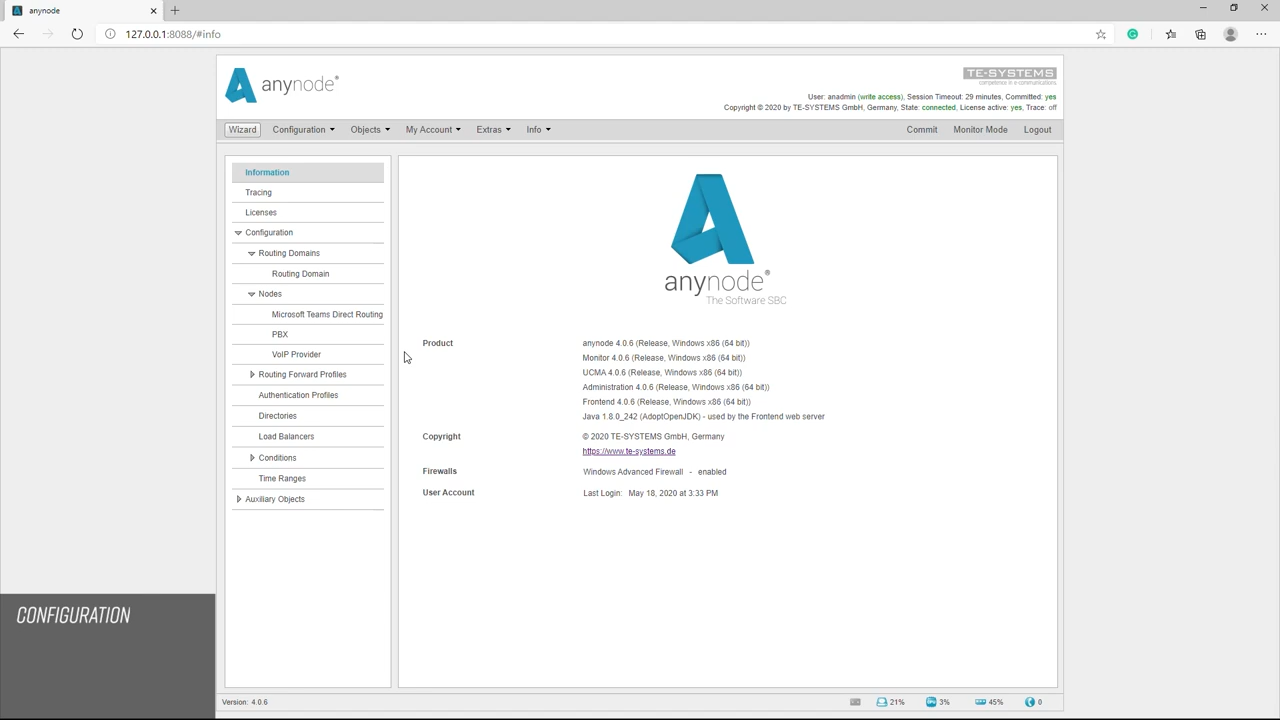 anynode
127.0.0.1:8088/#info
anynode®
TE-SYSTEMS
competence in e-communications.
User: anadmin (write access), Session Timeout: 29 minutes, Committed: yes
Copyright © 2020 by TE-SYSTEMS GmbH, Germany, State: connected, License active: yes, Trace: off
Wizard Configuration Objects My Account Extras Info Commit Monitor Mode Logout
Information
Tracing
Licenses
Configuration
Routing Domains
Routing Domain
Nodes
Microsoft Teams Direct Routing
PBX
VoIP Provider
Routing Forward Profiles
Authentication Profiles
Directories
Load Balancers
Conditions
Time Ranges
Auxiliary Objects
anynode®
The Software SBC
Product anynode 4.0.6 (Release, Windows x86 (64 bit))
Monitor 4.0.6 (Release, Windows x86 (64 bit))
UCMA 4.0.6 (Release, Windows x86 (64 bit))
Administration 4.0.6 (Release, Windows x86 (64 bit))
Frontend 4.0.6 (Release, Windows x86 (64 bit))
Java 1.8.0_242 (AdoptOpenJDK) - used by the Frontend web server
Copyright © 2020 TE-SYSTEMS GmbH, Germany
https://www.te-systems.de
Firewalls Windows Advanced Firewall - enabled
User Account Last Login: May 18, 2020 at 3:33 PM
CONFIGURATION
Version: 4.0.6 21% 3% 45% 0